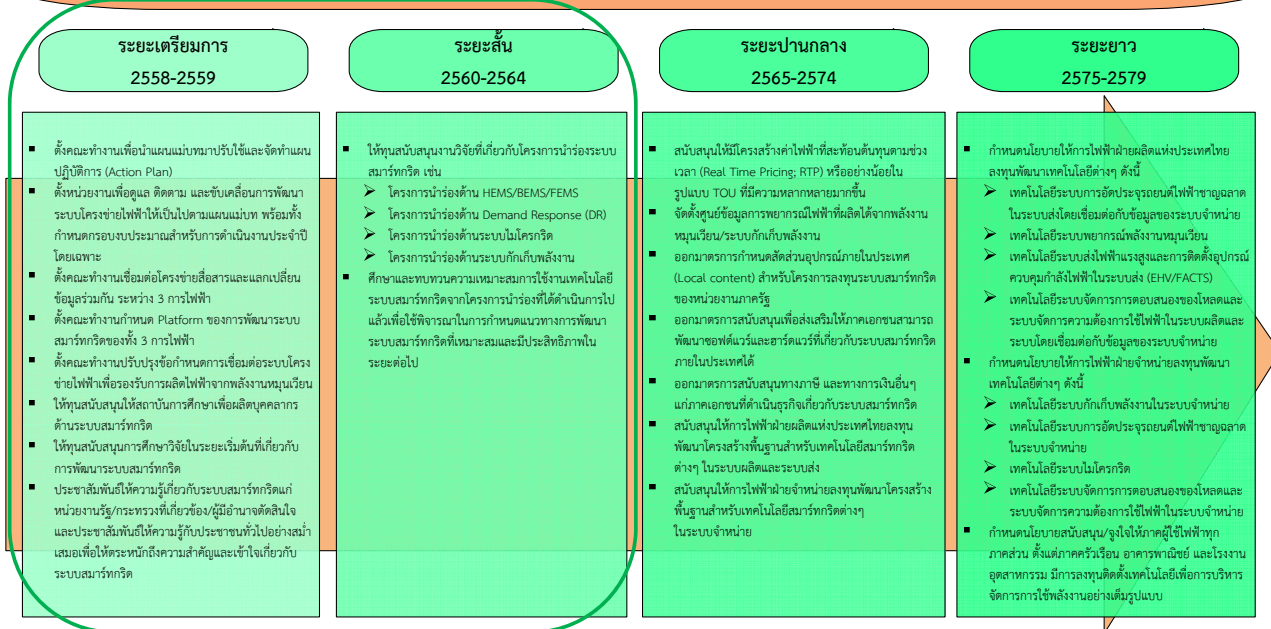 ระยะเตรียมการ
2558-2559
▪ ตั้งคณะทำงานเพื่อนำแผนแม่บทมาปรับใช้และจัดทำแผน
ปฏิบัติการ (Action Plan)
▪ ตั้งหน่วยงานเพื่อดูแล ติดตาม และขับเคลื่อนการพัฒนา
ระบบโครงข่ายไฟฟ้าให้เป็นไปตามแผนแม่บท พร้อมทั้ง
กำหนดกรอบงบประมาณสำหรับการดำเนินงานประจำปี
โดยเฉพาะ
▪ ตั้งคณะทำงานเชื่อมต่อโครงข่ายสื่อสารและแลกเปลี่ยน
ข้อมูลร่วมกัน ระหว่าง 3 การไฟฟ้า
▪ ตั้งคณะทำงานกำหนด Platform ของการพัฒนาระบบ
สมาร์ทกริดของทั้ง 3 การไฟฟ้า
▪ ตั้งคณะทำงานปรับปรุงข้อกำหนดการเชื่อมต่อระบบโครง
ข่ายไฟฟ้าเพื่อรองรับการผลิตไฟฟ้าจากพลังงานหมุนเวียน
▪ ให้ทุนสนับสนุนให้สถาบันการศึกษาเพื่อผลิตบุคคลากร
ด้านระบบสมาร์ทกริด
▪ ให้ทุนสนับสนุนการศึกษาวิจัยในระยะเริ่มต้นที่เกี่ยวกับ
การพัฒนาระบบสมาร์ทกริด
▪ ประชาสัมพันธ์ให้ความรู้เกี่ยวกับระบบสมาร์ทกริดแก่
หน่วยงานรัฐ/กระทรวงที่เกี่ยวข้อง/ผู้มีอำนาจตัดสินใจ
และประชาสัมพันธ์ให้ความรู้กับประชาชนทั่วไปอย่างสม่ำ
เสมอเพื่อให้ตระหนักถึงความสำคัญและเข้าใจเกี่ยวกับ
ระบบสมาร์ทกริด
ระยะสั้น
2560-2564
▪ ให้ทุนสนับสนุนงานวิจัยที่เกี่ยวกับโครงการนำร่องระบบ
สมาร์ทกริด เช่น
➢ โครงการนำร่องด้าน HEMS/BEMS/FEMS
➢ โครงการนำร่องด้าน Demand Response (DR)
➢ โครงการนำร่องด้านระบบไมโครกริด
➢ โครงการนำร่องด้านระบบกักเก็บพลังงาน
▪ ศึกษาและทบทวนความเหมาะสมการใช้งานเทคโนโลยี
ระบบสมาร์ทกริดจากโครงการนำร่องที่ได้ดำเนินการไป
แล้วเพื่อใช้พิจารณาในการกำหนดแนวทางการพัฒนา
ระบบสมาร์ทกริดที่เหมาะสมและมีประสิทธิภาพใน
ระยะต่อไป
ระยะปานกลาง
2565-2574
▪ สนับสนุนให้มีโครงสร้างค่าไฟฟ้าที่สะท้อนต้นทุนตามช่วง
เวลา (Real Time Pricing; RTP) หรืออย่างน้อยใน
รูปแบบ TOU ที่มีความหลากหลายมากขึ้น
▪ จัดตั้งศูนย์ข้อมูลการพยากรณ์ไฟฟ้าที่ผลิตได้จากพลังงาน
หมุนเวียน/ระบบกักเก็บพลังงาน
▪ ออกมาตรการกำหนดสัดส่วนอุปกรณ์ภายในประเทศ
(Local content) สำหรับโครงการลงทุนระบบสมาร์ทกริด
ของหน่วยงานภาครัฐ
▪ ออกมาตรการสนับสนุนเพื่อส่งเสริมให้ภาคเอกชนสามารถ
พัฒนาซอฟต์แวร์และฮาร์ดแวร์ที่เกี่ยวกับระบบสมาร์ทกริด
ภายในประเทศได้
▪ ออกมาตรการสนับสนุนทางภาษี และทางการเงินอื่นๆ
แก่ภาคเอกชนที่ดำเนินธุรกิจเกี่ยวกับระบบสมาร์ทกริด
▪ สนับสนุนให้การไฟฟ้าฝ่ายผลิตแห่งประเทศไทยลงทุน
พัฒนาโครงสร้างพื้นฐานสำหรับเทคโนโลยีสมาร์ทกริด
ต่างๆ ในระบบผลิตและระบบส่ง
▪ สนับสนุนให้การไฟฟ้าฝ่ายจำหน่ายลงทุนพัฒนาโครงสร้าง
พื้นฐานสำหรับเทคโนโลยีสมาร์ทกริดต่างๆ
ในระบบจำหน่าย
ระยะยาว
2575-2579
▪ กำหนดนโยบายให้การไฟฟ้าฝ่ายผลิตแห่งประเทศไทย
ลงทุนพัฒนาเทคโนโลยีต่างๆ ดังนี้
➢ เทคโนโลยีระบบการอัดประจุรถยนต์ไฟฟ้าชาญฉลาด
ในระบบส่งโดยเชื่อมต่อกับข้อมูลของระบบจำหน่าย
➢ เทคโนโลยีระบบพยากรณ์พลังงานหมุนเวียน
➢ เทคโนโลยีระบบส่งไฟฟ้าแรงสูงและการติดตั้งอุปกรณ์
ควบคุมกำลังไฟฟ้าในระบบส่ง (EHV/FACTS)
➢ เทคโนโลยีระบบจัดการการตอบสนองของโหลดและ
ระบบจัดการความต้องการใช้ไฟฟ้าในระบบผลิตและ
ระบบโดยเชื่อมต่อกับข้อมูลของระบบจำหน่าย
▪ กำหนดนโยบายให้การไฟฟ้าฝ่ายจำหน่ายลงทุนพัฒนา
เทคโนโลยีต่างๆ ดังนี้
➢ เทคโนโลยีระบบกักเก็บพลังงานในระบบจำหน่าย
➢ เทคโนโลยีระบบการอัดประจุรถยนต์ไฟฟ้าชาญฉลาด
ในระบบจำหน่าย
➢ เทคโนโลยีระบบไมโครกริด
➢ เทคโนโลยีระบบจัดการการตอบสนองของโหลดและ
ระบบจัดการความต้องการใช้ไฟฟ้าในระบบจำหน่าย
▪ กำหนดนโยบายสนับสนุน/จูงใจให้ภาคผู้ใช้ไฟฟ้าทุก
ภาคส่วน ตั้งแต่ภาคครัวเรือน อาคารพาณิชย์ และโรงงาน
อุตสาหกรรม มีการลงทุนติดตั้งเทคโนโลยีเพื่อการบริหาร
จัดการการใช้พลังงานอย่างเต็มรูปแบบ